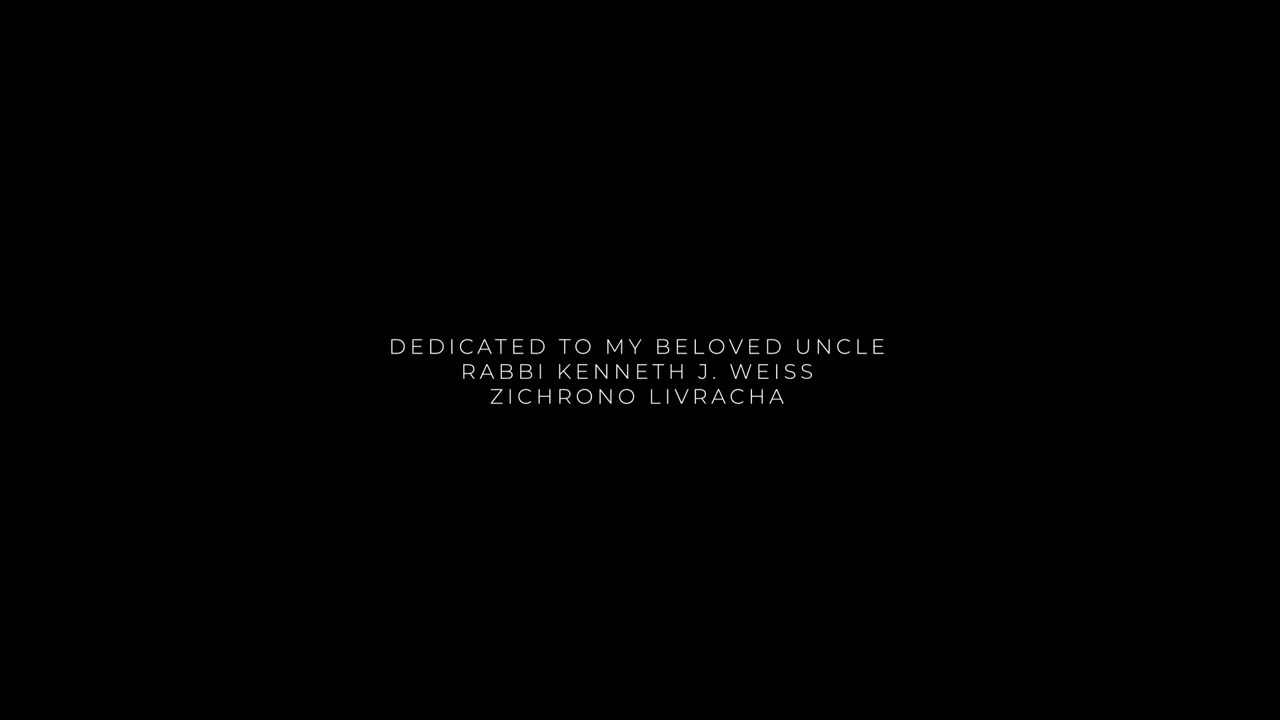 DEDICATED TO MY BELOVED UNCLE
RABBI KENNETH J. WEISS
ZICHRONO LIVRACHA